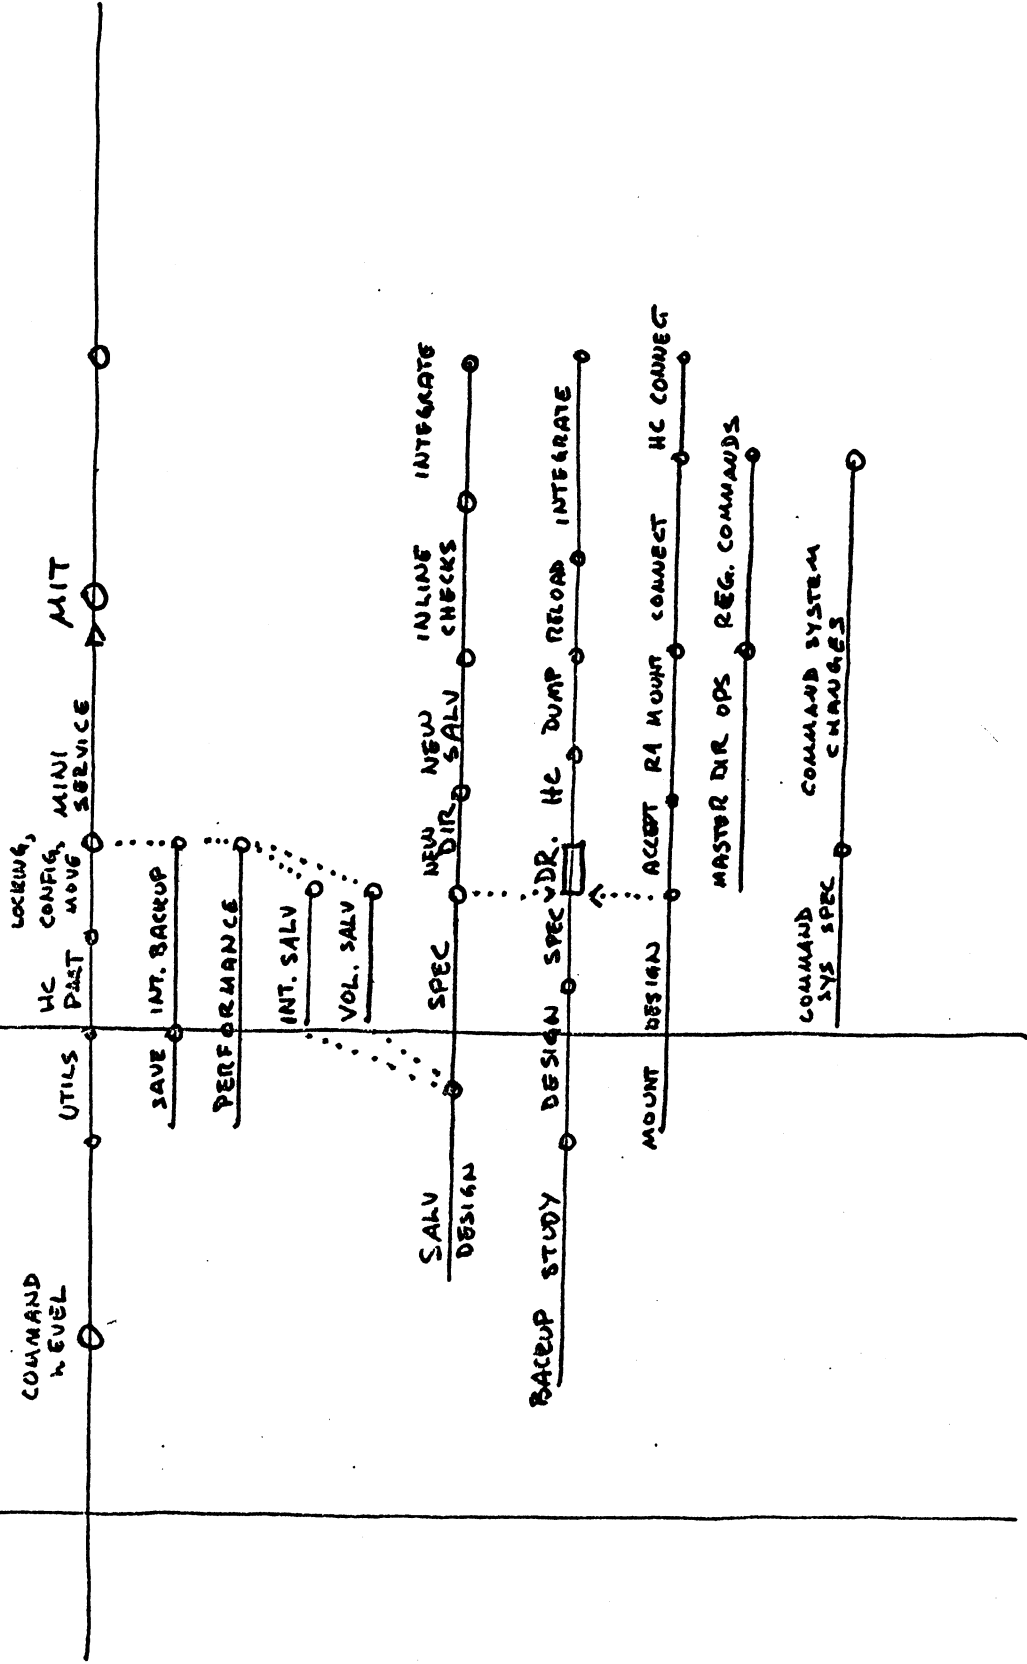 COMMAND
LEVEL
UTILS
HC
PART
LOCKING,
CONFIG,
MOVE
MINI
SERVICE
MIT
SAVE INT. BACKUP
PERFORMANCE
INT. SALV
VOL. SALV
SALV
DESIGN
SPEC
NEW
DIR
NEW
SALV
INLINE
CHECKS
INTEGRATE
BACKUP STUDY DESIGN SPEC DR. HC DUMP RELOAD INTEGRATE
MOUNT DESIGN ACCEPT R1 MOUNT CONNECT HC CONNECT
MASTER DIR OPS REG. COMMANDS
COMMAND
SYS SPEC
COMMAND SYSTEM
CHANGES